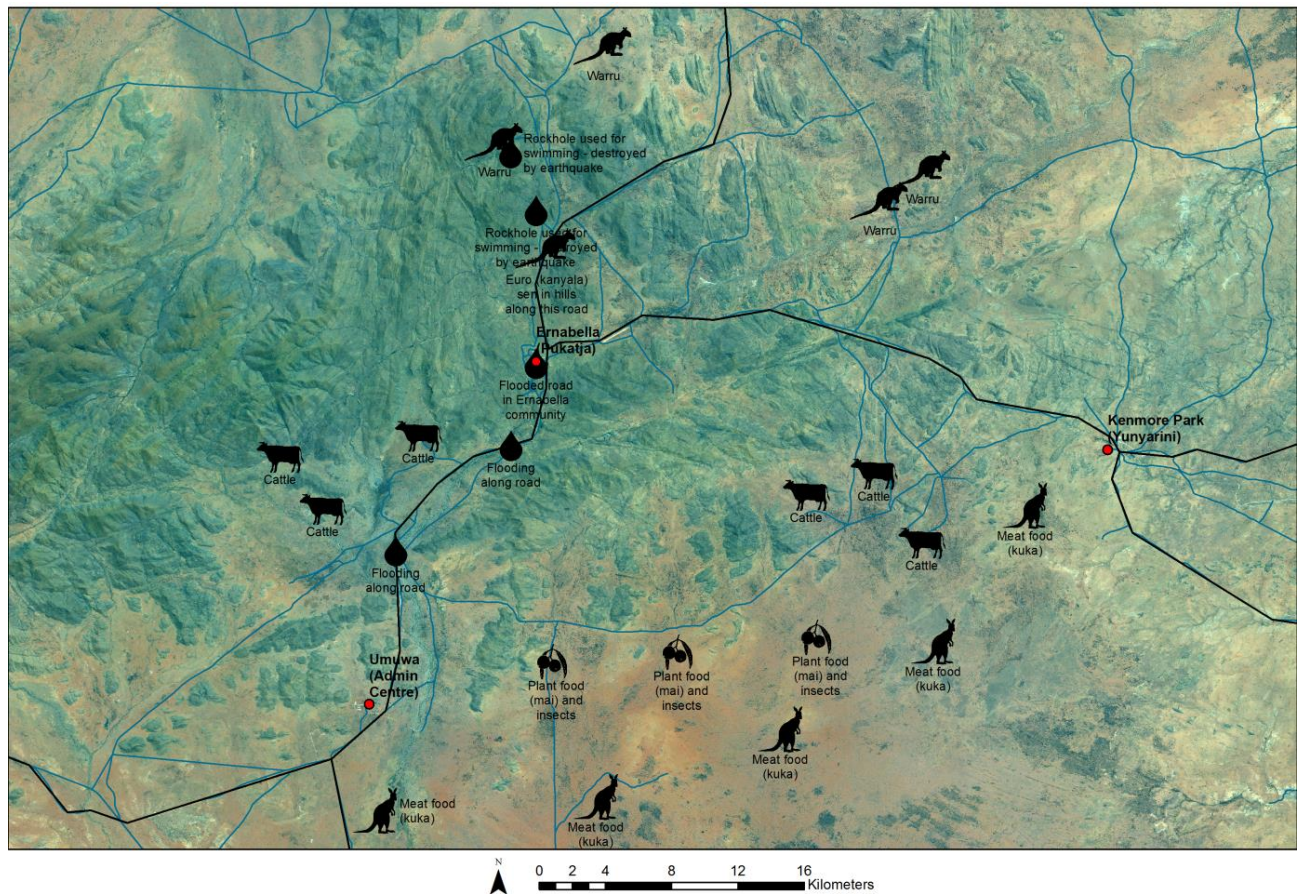 Warru
Rockhole used for
swimming - destroyed
by earthquake
Warru
Warru
Warru
Rockhole used for
swimming - destroyed
by earthquake
Euro (kanyala)
sen in hills
along this road
Ernabella
(Pukatja)
Flooded road
in Ernabella
community
Kenmore Park
(Yunyarini)
Cattle
Cattle
Cattle
Flooding
along road
Cattle
Cattle
Cattle
Meat food
(kuka)
Flooding
along road
Umuwa
(Admin
Centre)
Plant food
(mai) and
insects
Plant food
(mai) and
insects
Plant food
(mai) and
insects
Meat food
(kuka)
Meat food
(kuka)
Meat food
(kuka)
Meat food
(kuka)
N
0 2 4 8 12 16
Kilometers